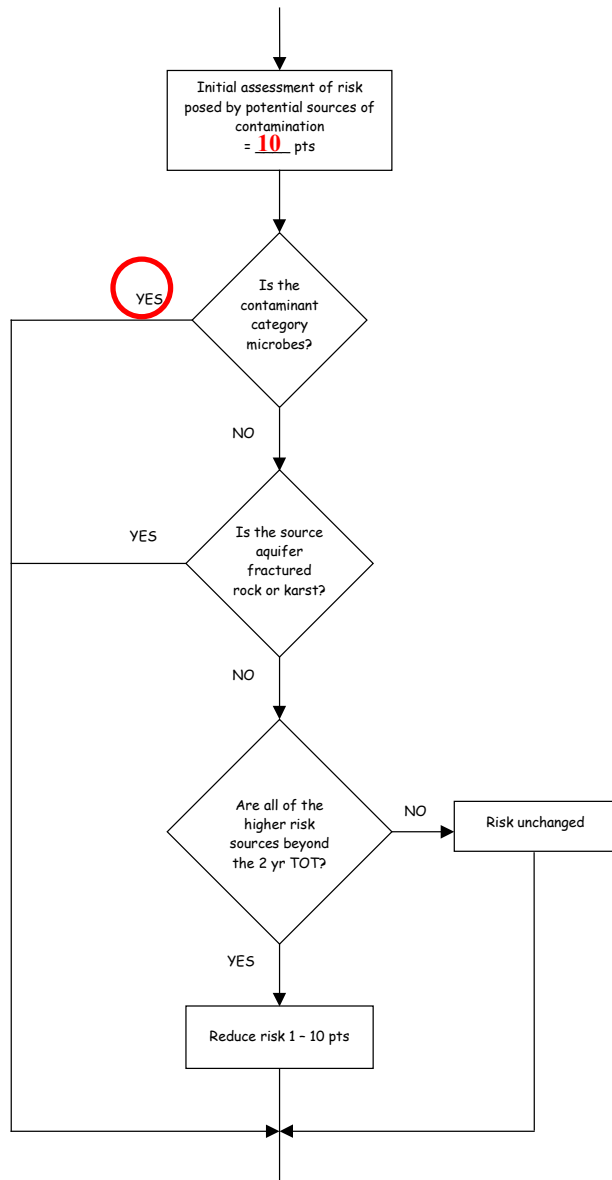 Initial assessment of risk
posed by potential sources of
contamination
= 10 pts
Is the
contaminant
category
microbes?
YES
NO
Is the source
aquifer
fractured
rock or karst?
YES
NO
Are all of the
higher risk
sources beyond
the 2 yr TOT?
NO
Risk unchanged
YES
Reduce risk 1 – 10 pts